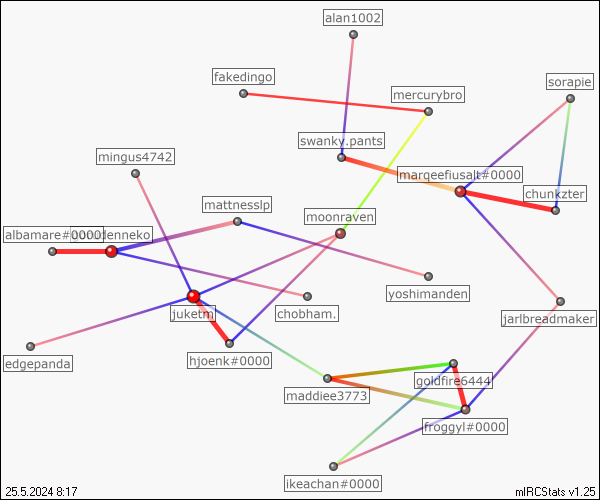 alan1002
fakedingo
mercurybro
sorapie
swanky.pants
mingus4742
marqeefiusalt#0000
chunkzter
mattnesslp
moonraven
albamare#0000
lenneko
yoshimanden
chobham.
juketm
jarlbreadmaker
edgepanda
hjoenk#0000
goldfire6444
maddiee3773
froggyl#0000
ikeachan#0000
25.5.2024 8:17
mIRCStats v1.25